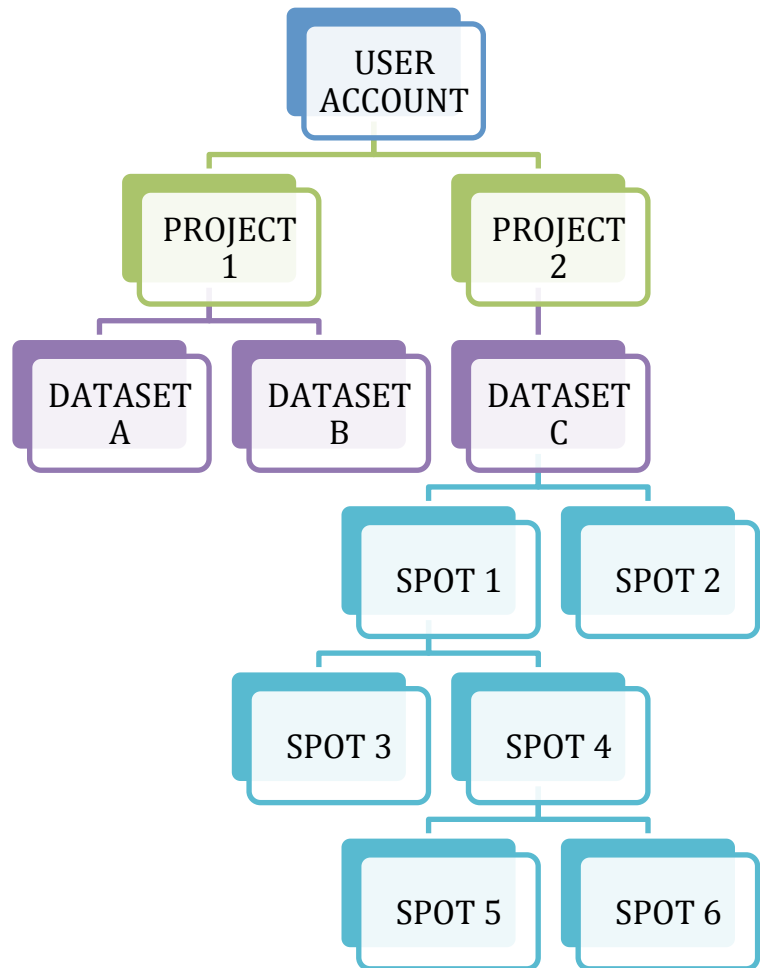 USER
ACCOUNT
PROJECT
1
PROJECT
2
DATASET
A
DATASET
B
DATASET
C
SPOT 1
SPOT 2
SPOT 3
SPOT 4
SPOT 5
SPOT 6